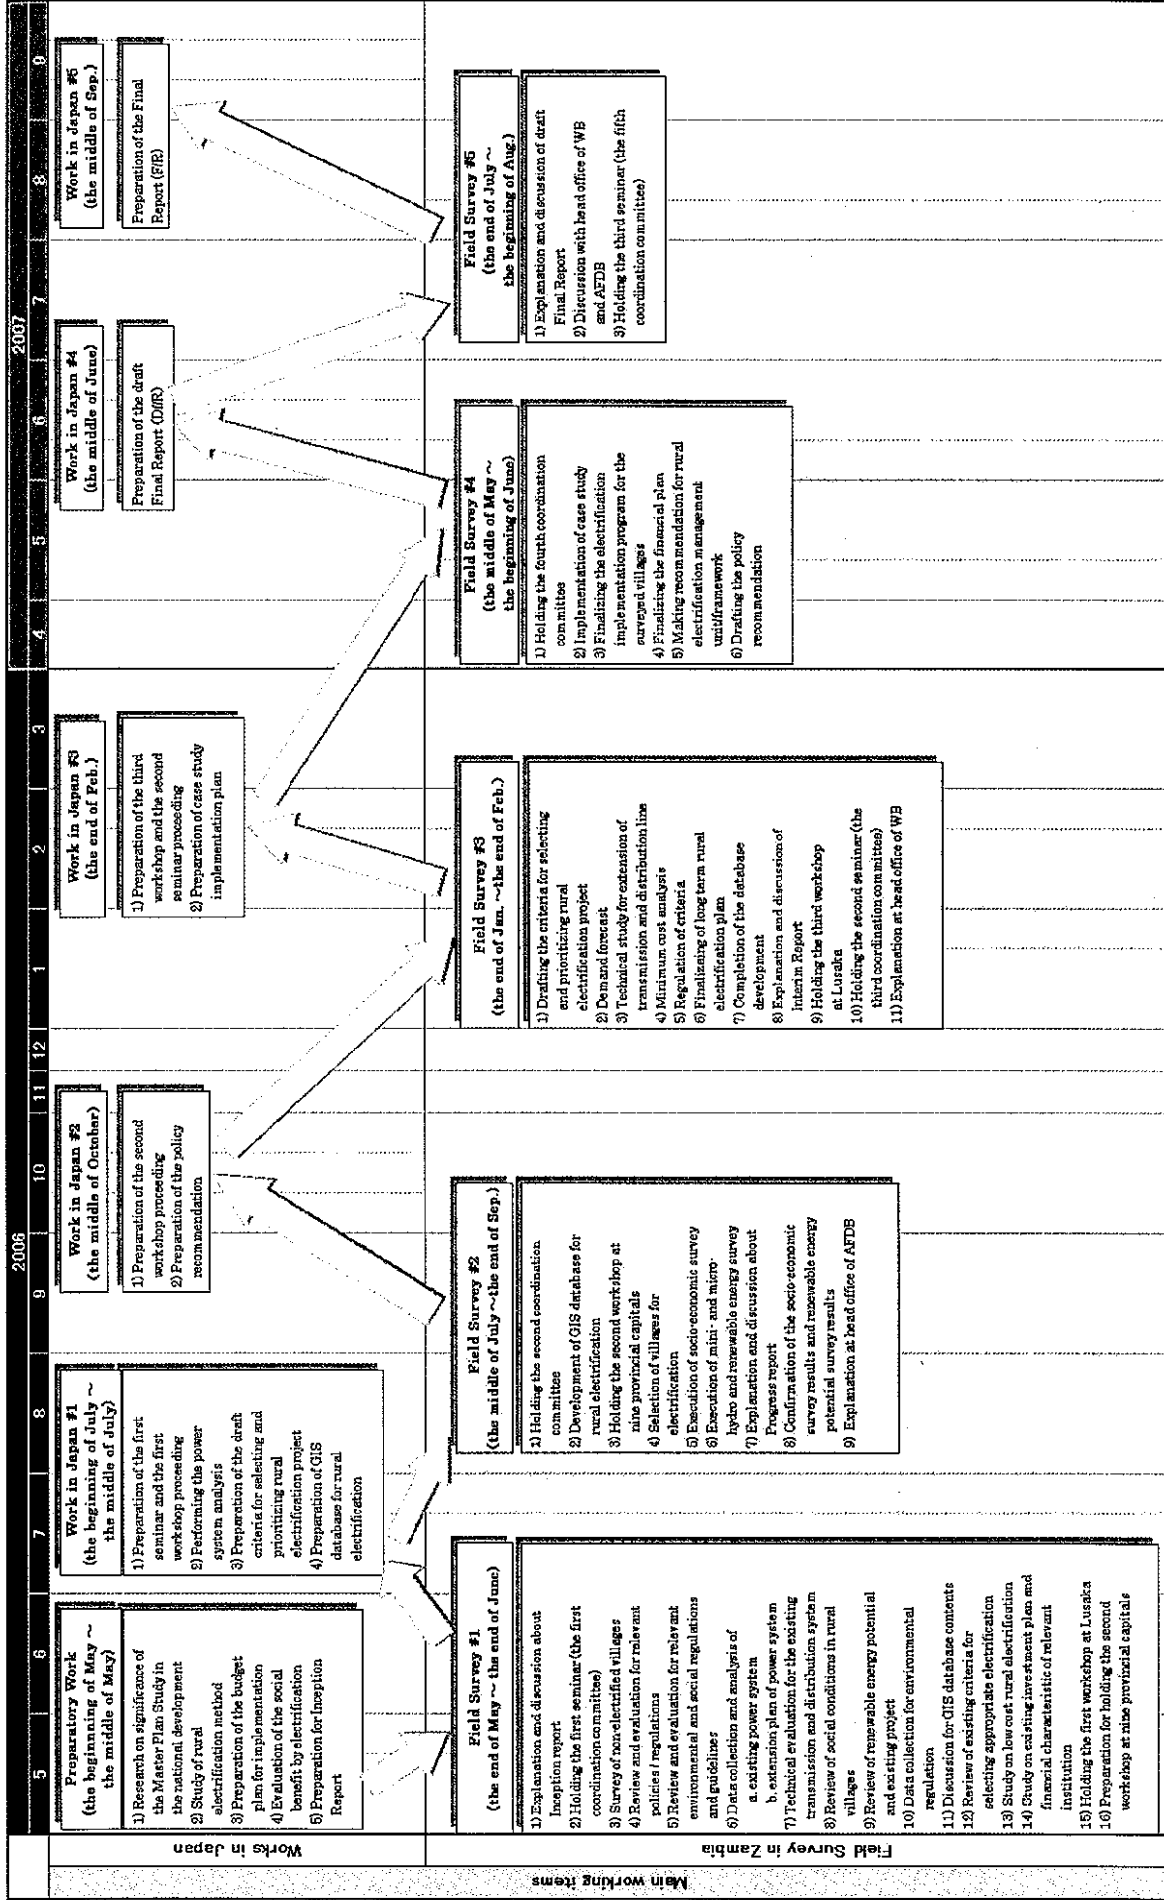 2006
2007
5
6
7
8
9
10
11
12
1
2
3
4
5
6
7
8
9
Main working items
Works in Japan
Preparatory Work
(the beginning of May ~
the middle of May)
1) Research on significance of
the Master Plan Study in
the national development
2) Study of rural
electrification method
3) Preparation of the budget
plan for implementation
4) Evaluation of the social
benefit by electrification
5) Preparation for Inception
Report
Work in Japan #1
(the beginning of July ~
the middle of July)
1) Preparation of the first
seminar and the first
workshop proceeding
2) Performing the power
system analysis
3) Preparation of the draft
criteria for selecting and
prioritizing rural
electrification project
4) Preparation of GIS
database for rural
electrification
Work in Japan #2
(the middle of October)
1) Preparation of the second
workshop proceeding
2) Preparation of the policy
recommendation
Work in Japan #3
(the end of Feb.)
1) Preparation of the third
workshop and the second
seminar proceeding
2) Preparation of case study
implementation plan
Work in Japan #4
(the middle of June)
Preparation of the draft
Final Report (Df/R)
Work in Japan #5
(the middle of Sep.)
Preparation of the Final
Report (F/R)
Field Survey in Zambia
Field Survey #1
(the end of May ~ the end of June)
1) Explanation and discussion about
Inception report
2) Holding the first seminar (the first
coordination committee)
3) Survey of non-electrified villages
4) Review and evaluation for relevant
policies / regulations
5) Review and evaluation for relevant
environmental and social regulations
and guidelines
6) Data collection and analysis of
a. existing power system
b. extension plan of power system
7) Technical evaluation for the existing
transmission and distribution system
8) Review of social conditions in rural
villages
9) Review of renewable energy potential
and existing project
10) Data collection for environmental
regulation
11) Discussion for GIS database contents
12) Review of existing criteria for
selecting appropriate electrification
13) Study on low cost rural electrification
14) Study on existing investment plan and
financial characteristic of relevant
institution
15) Holding the first workshop at Lusaka
16) Preparation for holding the second
workshop at nine provincial capitals
Field Survey #2
(the middle of July ~ the end of Sep.)
1) Holding the second coordination
committee
2) Development of GIS database for
rural electrification
3) Holding the second workshop at
nine provincial capitals
4) Selection of villages for
electrification
5) Execution of socio-economic survey
6) Execution of mini- and micro-
hydro and renewable energy survey
7) Explanation and discussion about
Progress report
8) Confirmation of the socio-economic
survey results and renewable energy
potential survey results
9) Explanation at head office of AFDB
Field Survey #3
(the end of Jan. ~ the end of Feb.)
1) Drafting the criteria for selecting
and prioritizing rural
electrification project
2) Demand forecast
3) Technical study for extension of
transmission and distribution line
4) Minimum cost analysis
5) Regulation of criteria
6) Finalizaing of long term rural
electrification plan
7) Completion of the database
development
8) Explanation and discussion of
Interim Report
9) Holding the third workshop
at Lusaka
10) Holding the second seminar (the
third coordination committee)
11) Explanation at head office of WB
Field Survey #4
(the middle of May ~
the beginning of June)
1) Holding the fourth coordination
committee
2) Implementation of case study
3) Finalizing the electrification
implementation program for the
surveyed villages
4) Finalizing the financial plan
5) Making recommendation for rural
electrification management
unit/framework
6) Drafting the policy
recommendation
Field Survey #5
(the end of July ~
the beginning of Aug.)
1) Explanation and discussion of draft
Final Report
2) Discussion with head office of WB
and AFDB
3) Holding the third seminar (the fifth
coordination committee)